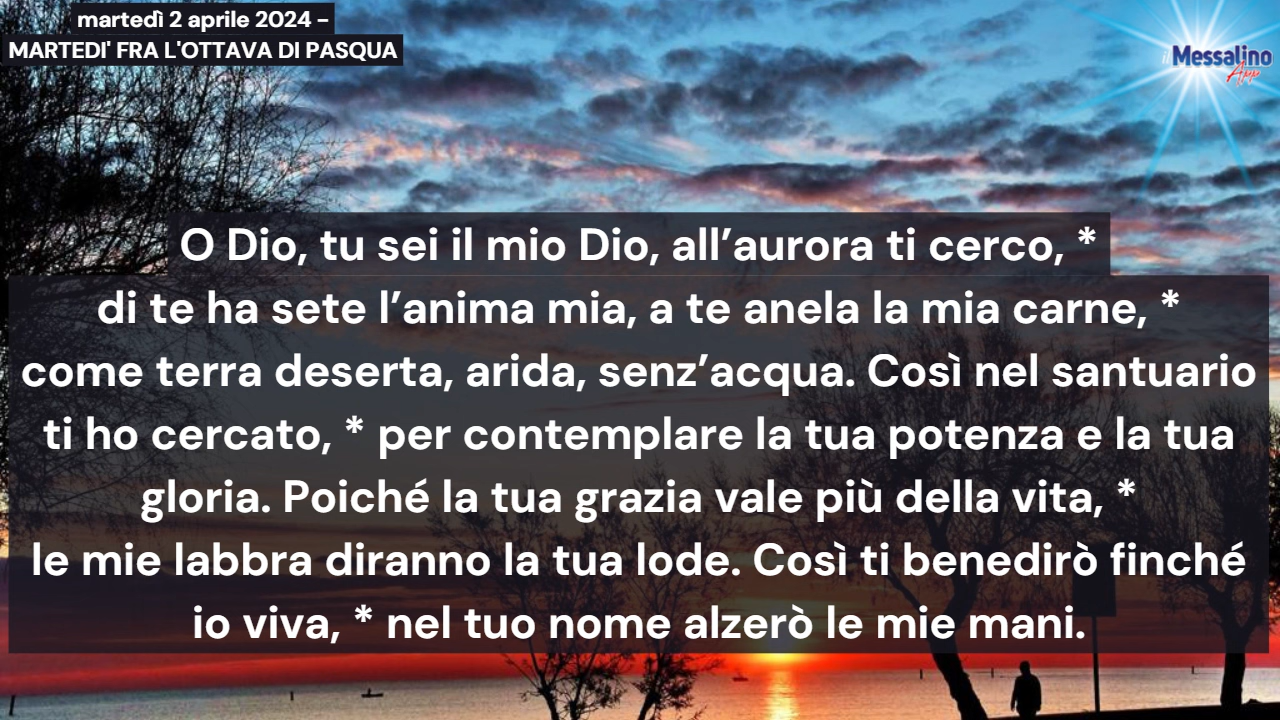 martedì 2 aprile 2024 –
MARTEDI' FRA L'OTTAVA DI PASQUA
il Messalino
App
O Dio, tu sei il mio Dio, all’aurora ti cerco, *
di te ha sete l’anima mia, a te anela la mia carne, *
come terra deserta, arida, senz’acqua. Così nel santuario
ti ho cercato, * per contemplare la tua potenza e la tua
gloria. Poiché la tua grazia vale più della vita, *
le mie labbra diranno la tua lode. Così ti benedirò finché
io viva, * nel tuo nome alzerò le mie mani.